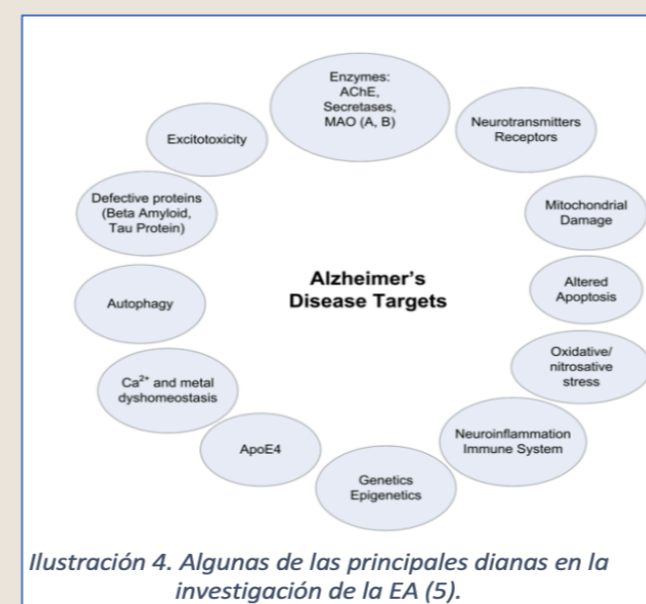 Enzymes:
AChE,
Secretases,
MAO (A, B)
Neurotransmitters
Receptors
Mitochondrial
Damage
Altered
Apoptosis
Oxidative/
nitrosative
stress
Neuroinflammation
Immune System
Genetics
Epigenetics
ApoE4
Ca²⁺ and metal
dyshomeostasis
Autophagy
Defective proteins
(Beta Amyloid,
Tau Protein)
Excitotoxicity
Alzheimer's
Disease Targets
Ilustración 4. Algunas de las principales dianas en la
investigación de la EA (5).